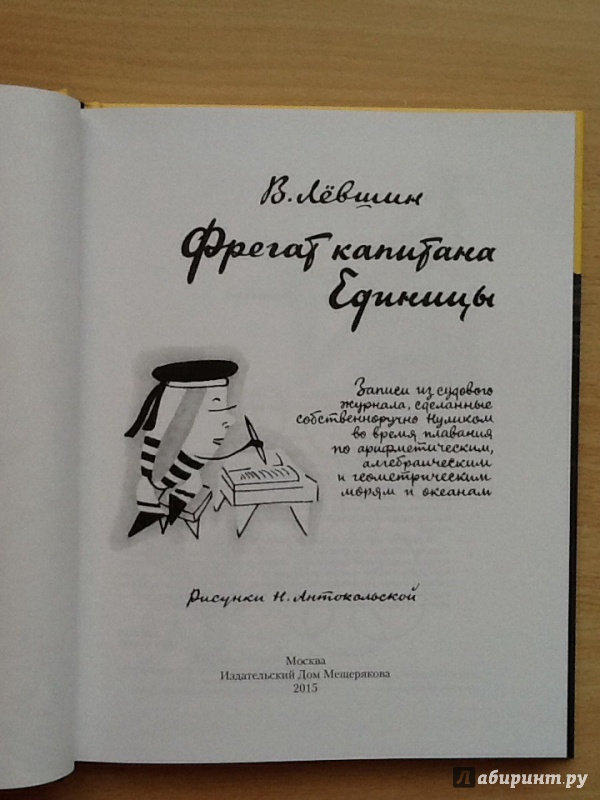 В. Лёвшин
Фрегат капитана
Единицы
Записи из судового
журнала, сделанные
собственноручно Нуликом
во время плавания
по арифметическим,
алгебраическим
и геометрическим
морям и океанам
Рисунки Н. Антокольской
Москва
Издательский Дом Мещерякова
2015
Лабиринт.ру